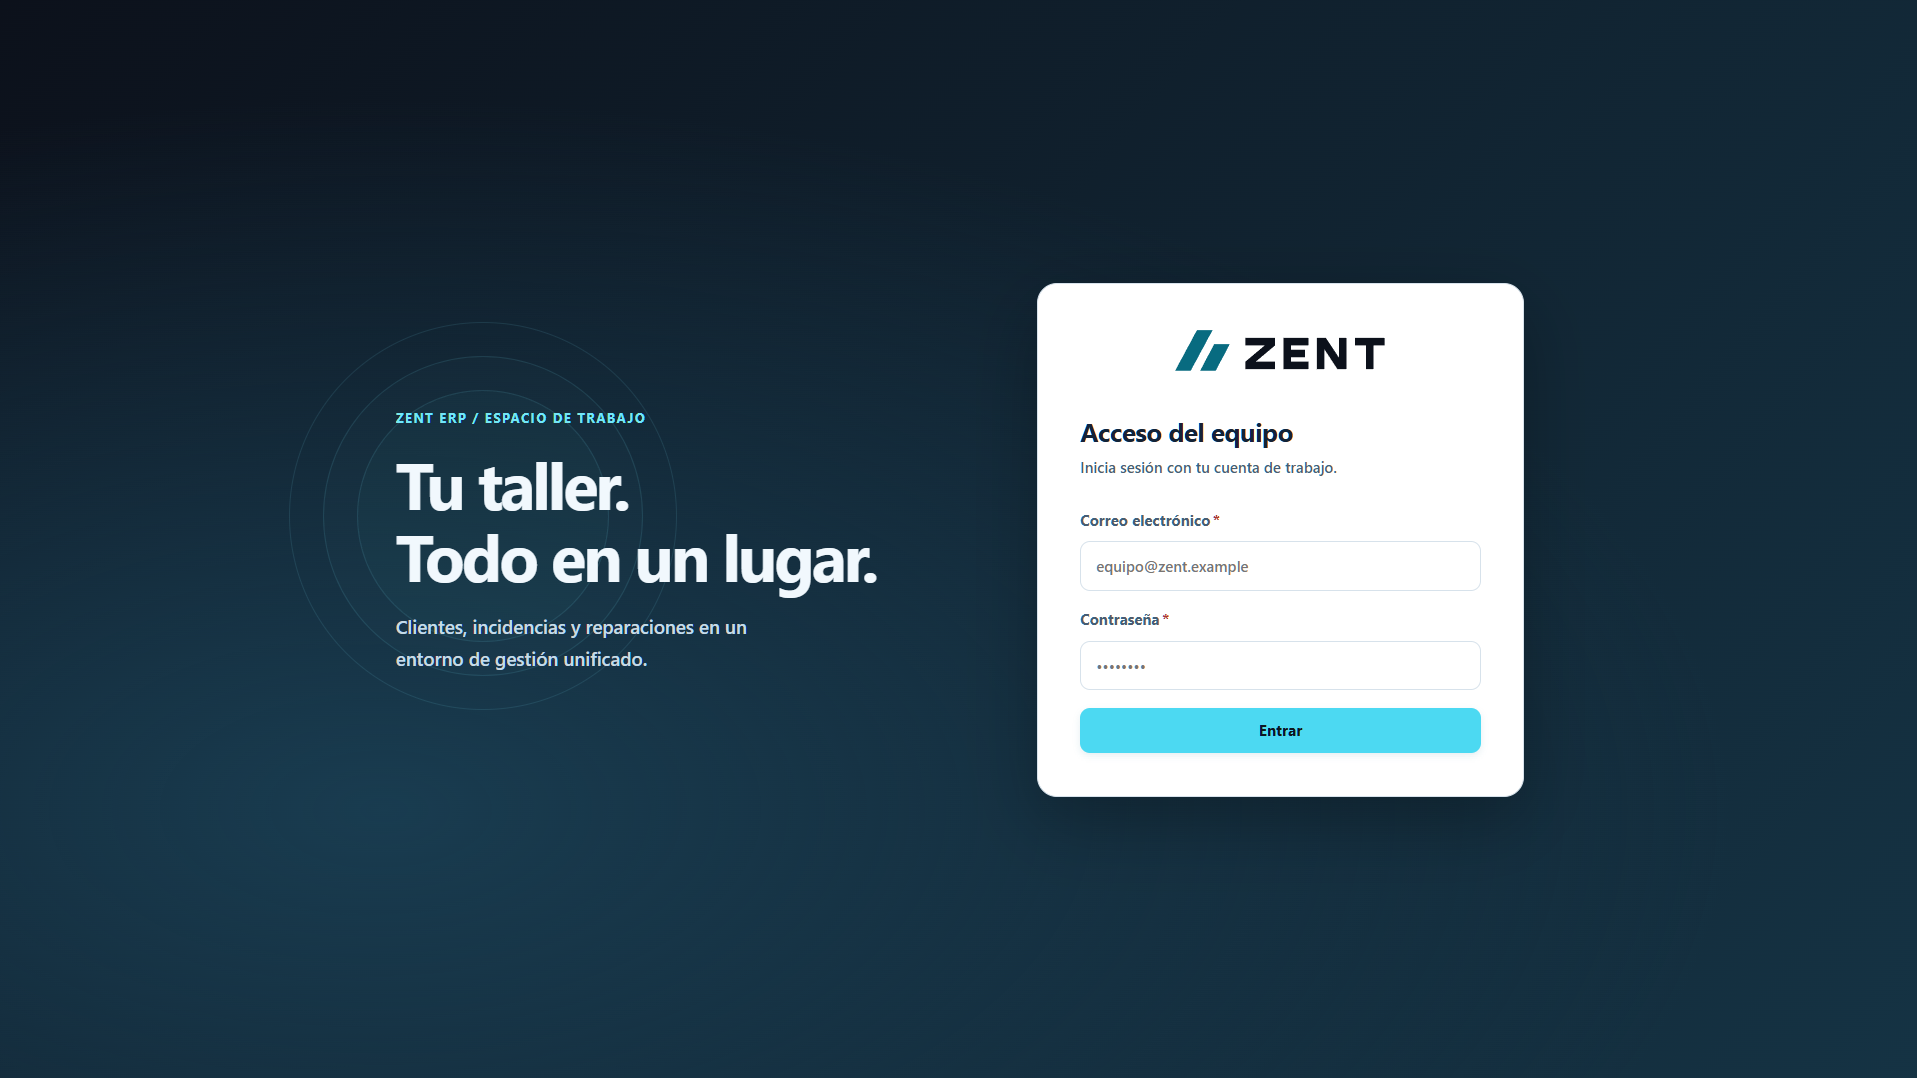 ZENT ERP / ESPACIO DE TRABAJO
Tu taller.
Todo en un lugar.
Clientes, incidencias y reparaciones en un
entorno de gestión unificado.
ZENT
Acceso del equipo
Inicia sesión con tu cuenta de trabajo.
Correo electrónico *
equipo@zent.example
Contraseña *
••••••••
Entrar